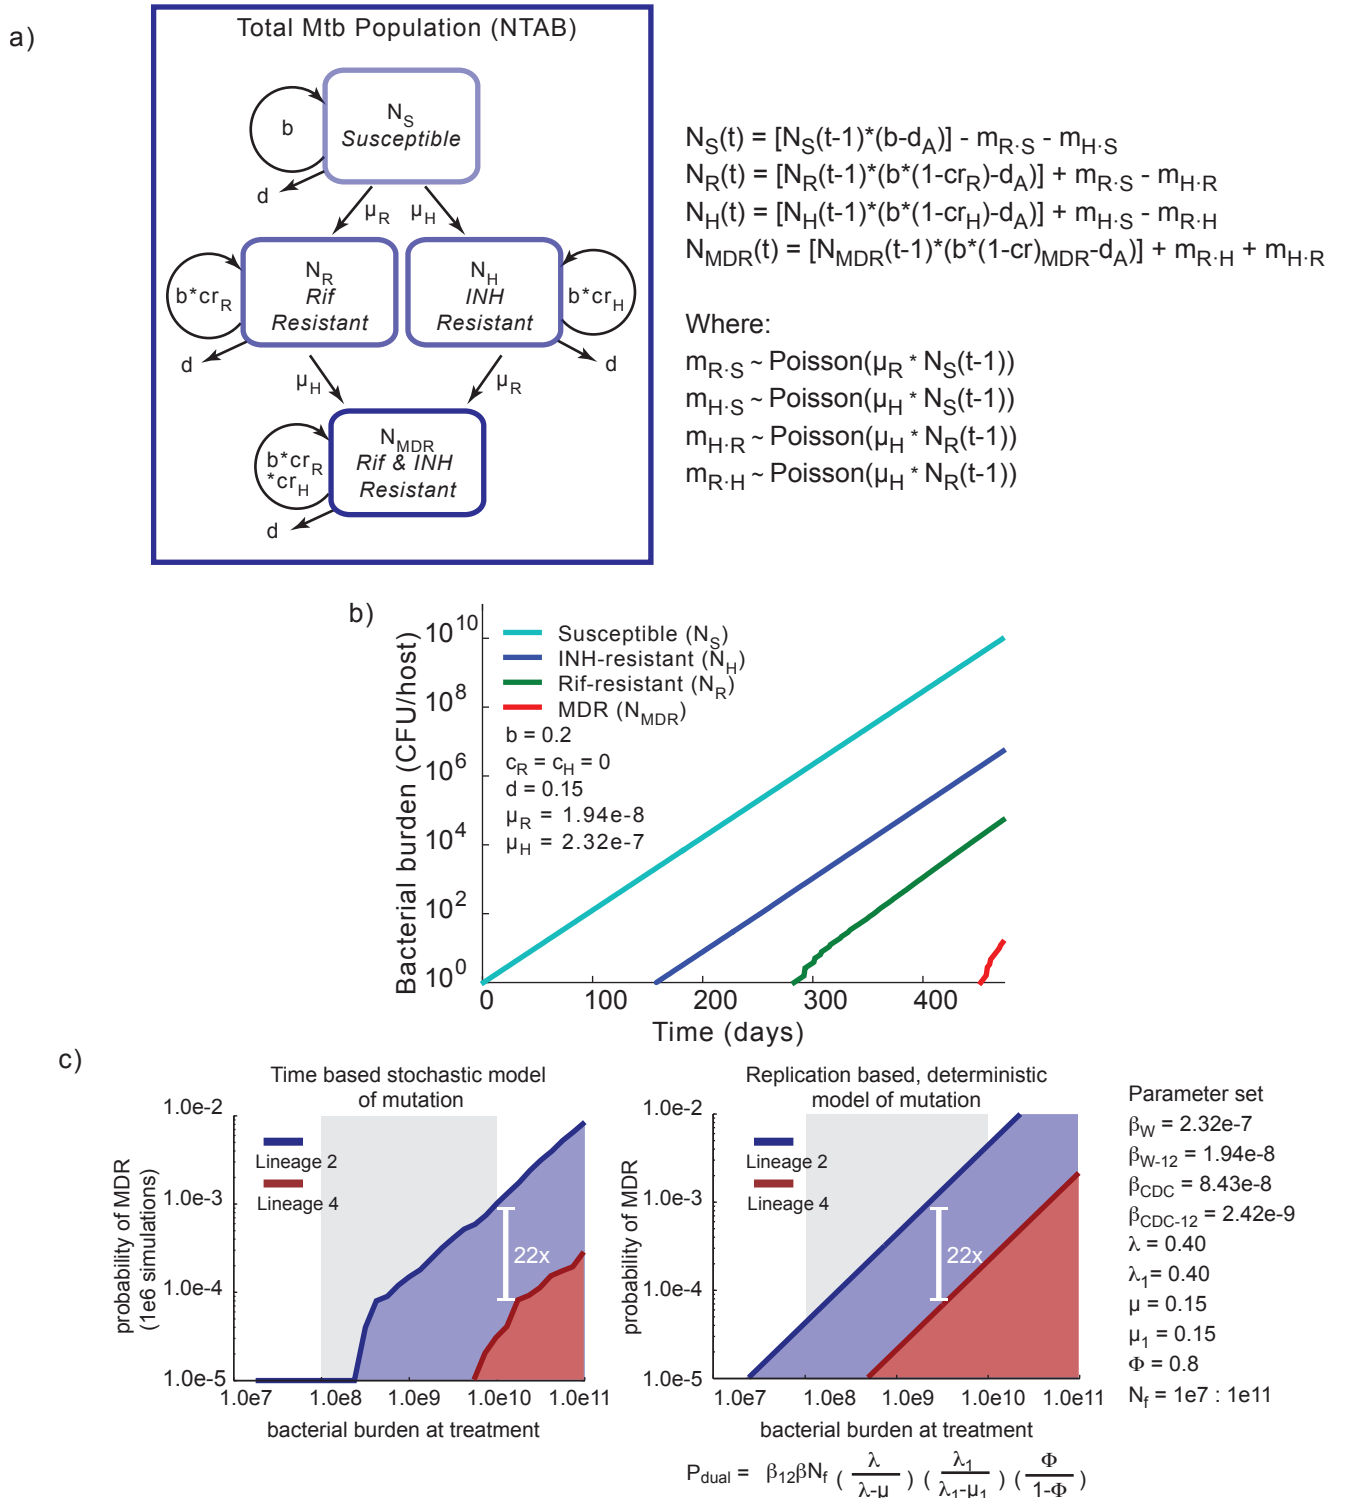 a)
Total Mtb Population (NTAB)
b
N_S
Susceptible
d
μ_R
μ_H
b*cr_R
N_R
Rif
Resistant
N_H
INH
Resistant
b*cr_H
d
d
μ_H
μ_R
b*cr_R
*cr_H
N_MDR
Rif & INH
Resistant
d
N_S(t) = [N_S(t-1)*(b-d_A)] - m_R·S - m_H·S
N_R(t) = [N_R(t-1)*(b*(1-cr_R)-d_A)] + m_R·S - m_H·R
N_H(t) = [N_H(t-1)*(b*(1-cr_H)-d_A)] + m_H·S - m_R·H
N_MDR(t) = [N_MDR(t-1)*(b*(1-cr)_MDR-d_A)] + m_R·H + m_H·R
Where:
m_R·S ~ Poisson(μ_R * N_S(t-1))
m_H·S ~ Poisson(μ_H * N_S(t-1))
m_H·R ~ Poisson(μ_H * N_R(t-1))
m_R·H ~ Poisson(μ_H * N_R(t-1))
b)
Bacterial burden (CFU/host)
10^10
10^8
10^6
10^4
10^2
10^0
Susceptible (N_S)
INH-resistant (N_H)
Rif-resistant (N_R)
MDR (N_MDR)
b = 0.2
c_R = c_H = 0
d = 0.15
μ_R = 1.94e-8
μ_H = 2.32e-7
0 100 200 300 400
Time (days)
c)
Time based stochastic model
of mutation
probability of MDR
(1e6 simulations)
1.0e-2
1.0e-3
1.0e-4
1.0e-5
Lineage 2
Lineage 4
22x
1.0e7 1.0e8 1.0e9 1.0e10 1.0e11
bacterial burden at treatment
Replication based, deterministic
model of mutation
probability of MDR
1.0e-2
1.0e-3
1.0e-4
1.0e-5
Lineage 2
Lineage 4
22x
1.0e7 1.0e8 1.0e9 1.0e10 1.0e11
bacterial burden at treatment
P_dual = β_12βN_f ( λ / λ-μ ) ( λ_1 / λ_1-μ_1 ) ( Φ / 1-Φ )
Parameter set
β_W = 2.32e-7
β_W-12 = 1.94e-8
β_CDC = 8.43e-8
β_CDC-12 = 2.42e-9
λ = 0.40
λ_1= 0.40
μ = 0.15
μ_1 = 0.15
Φ = 0.8
N_f = 1e7 : 1e11